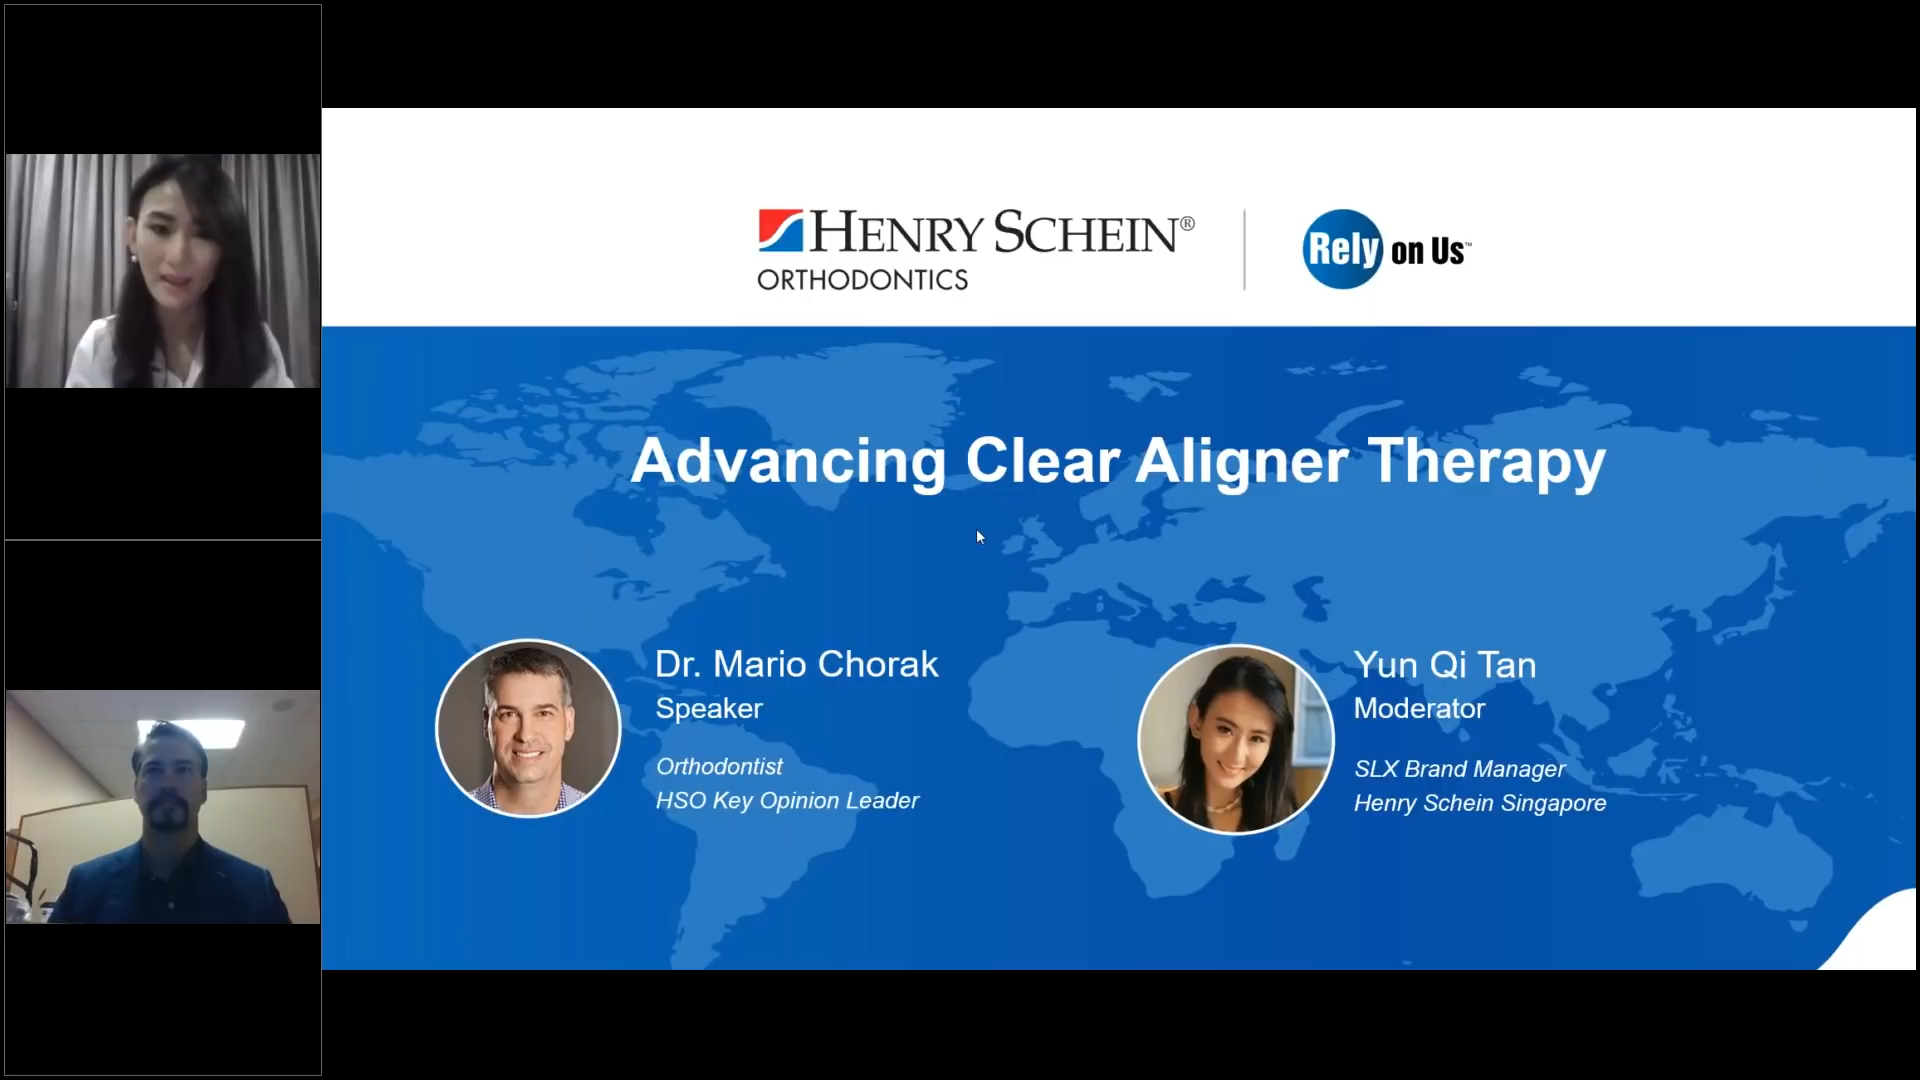 HENRY SCHEIN®
ORTHODONTICS
Rely on Us™
Advancing Clear Aligner Therapy
Dr. Mario Chorak
Speaker
Orthodontist
HSO Key Opinion Leader
Yun Qi Tan
Moderator
SLX Brand Manager
Henry Schein Singapore